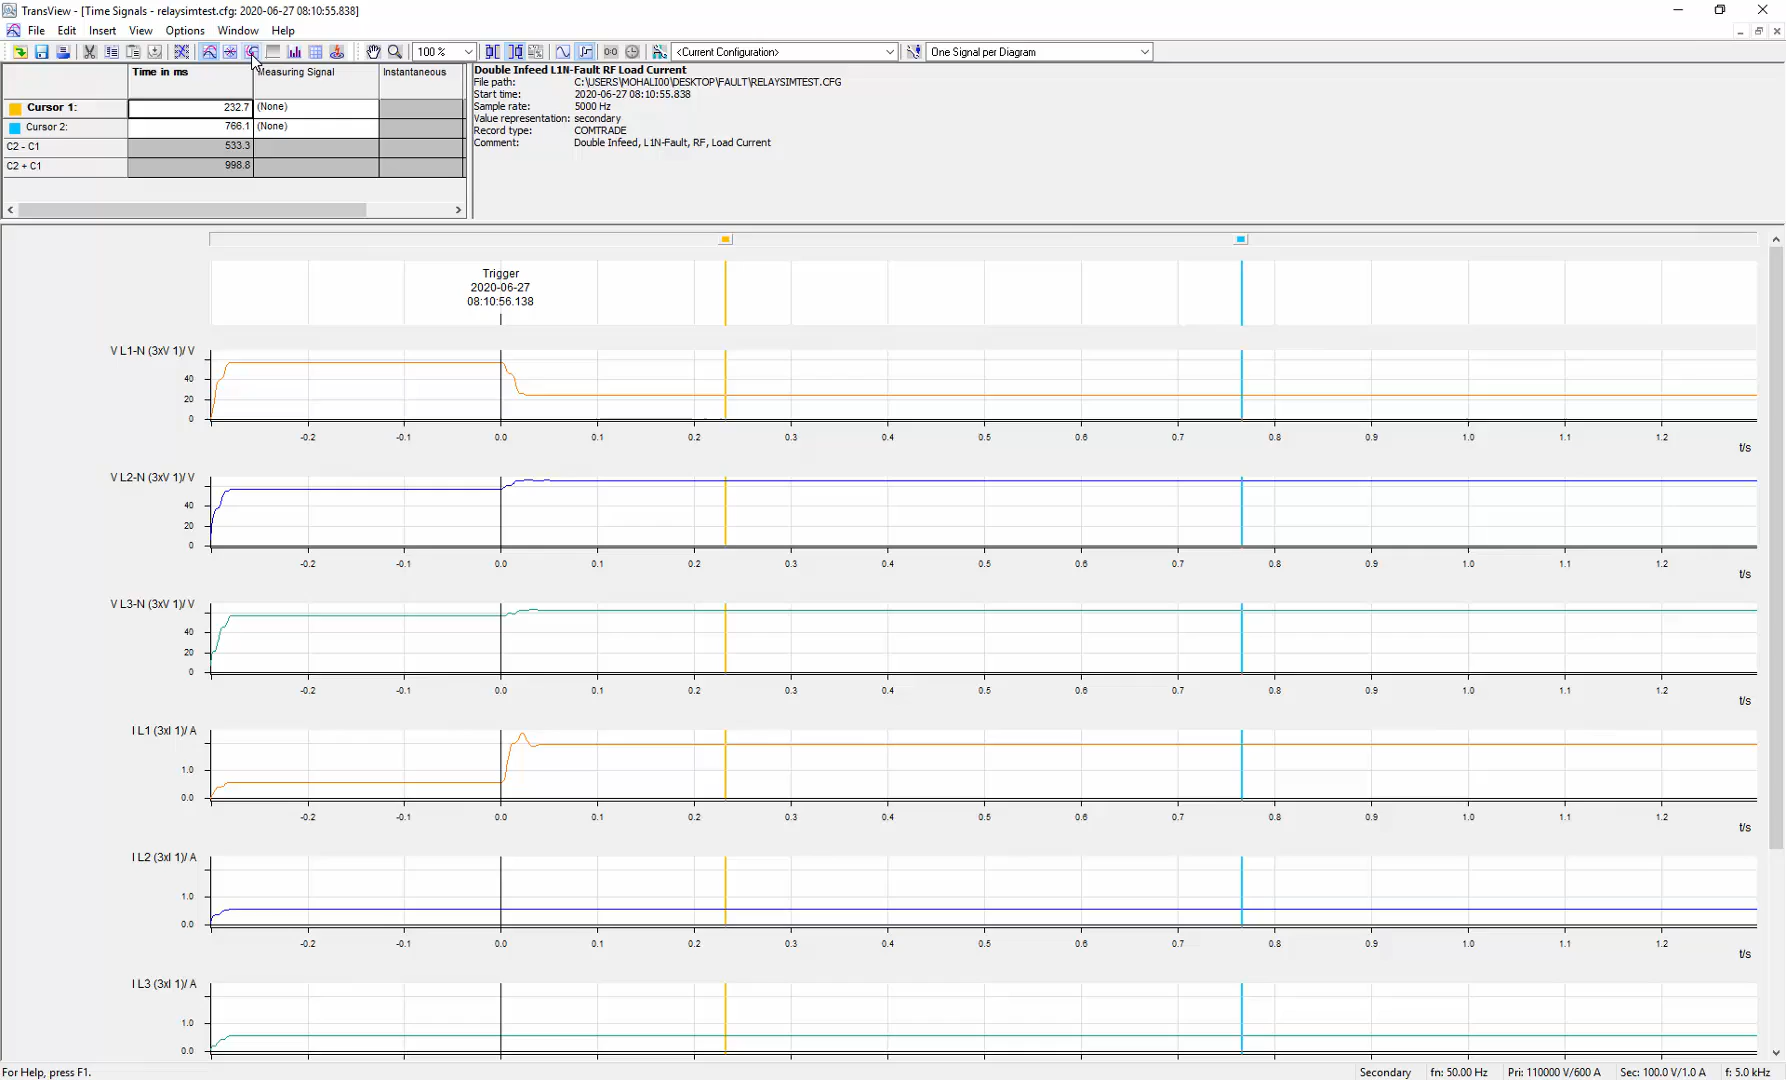 TransView - [Time Signals - relaysimtest.cfg: 2020-06-27 08:10:55.838]
File Edit Insert View Options Window Help
100 % <Current Configuration> One Signal per Diagram
Time in ms Measuring Signal Instantaneous
Cursor 1: 232.7 (None)
Cursor 2: 766.1 (None)
C2 - C1 533.3
C2 + C1 998.8
Double Infeed L1N-Fault RF Load Current
File path: C:\USERS\MOHALI00\DESKTOP\FAULT\RELAYSIMTEST.CFG
Start time: 2020-06-27 08:10:55.838
Sample rate: 5000 Hz
Value representation: secondary
Record type: COMTRADE
Comment: Double Infeed, L1N-Fault, RF, Load Current
Trigger
2020-06-27
08:10:56.138
V L1-N (3xV 1)/ V
40
20
0
-0.2 -0.1 0.0 0.1 0.2 0.3 0.4 0.5 0.6 0.7 0.8 0.9 1.0 1.1 1.2
t/s
V L2-N (3xV 1)/ V
40
20
0
-0.2 -0.1 0.0 0.1 0.2 0.3 0.4 0.5 0.6 0.7 0.8 0.9 1.0 1.1 1.2
t/s
V L3-N (3xV 1)/ V
40
20
0
-0.2 -0.1 0.0 0.1 0.2 0.3 0.4 0.5 0.6 0.7 0.8 0.9 1.0 1.1 1.2
t/s
I L1 (3xI 1)/ A
1.0
0.0
-0.2 -0.1 0.0 0.1 0.2 0.3 0.4 0.5 0.6 0.7 0.8 0.9 1.0 1.1 1.2
t/s
I L2 (3xI 1)/ A
1.0
0.0
-0.2 -0.1 0.0 0.1 0.2 0.3 0.4 0.5 0.6 0.7 0.8 0.9 1.0 1.1 1.2
t/s
I L3 (3xI 1)/ A
1.0
0.0
For Help, press F1. Secondary fn: 50.00 Hz Pri: 110000 V/600 A Sec: 100.0 V/1.0 A f: 5.0 kHz